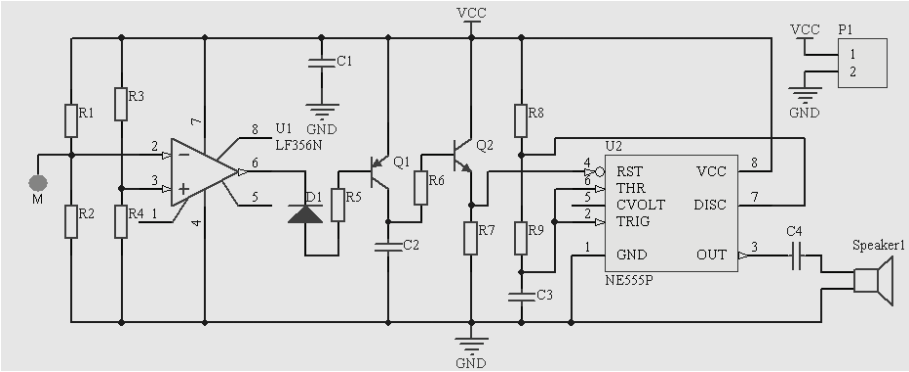 VCC
P1
VCC
1
2
GND
C1
GND
R1
R3
7
8
U1
LF356N
2
6
3
M
R2
R4
1
4
5
D1
R5
Q1
R6
Q2
C2
R7
R8
R9
C3
U2
4
RST
VCC
8
6
THR
5
CVOLT
DISC
7
2
TRIG
1
GND
OUT
3
NE555P
C4
Speaker1
GND